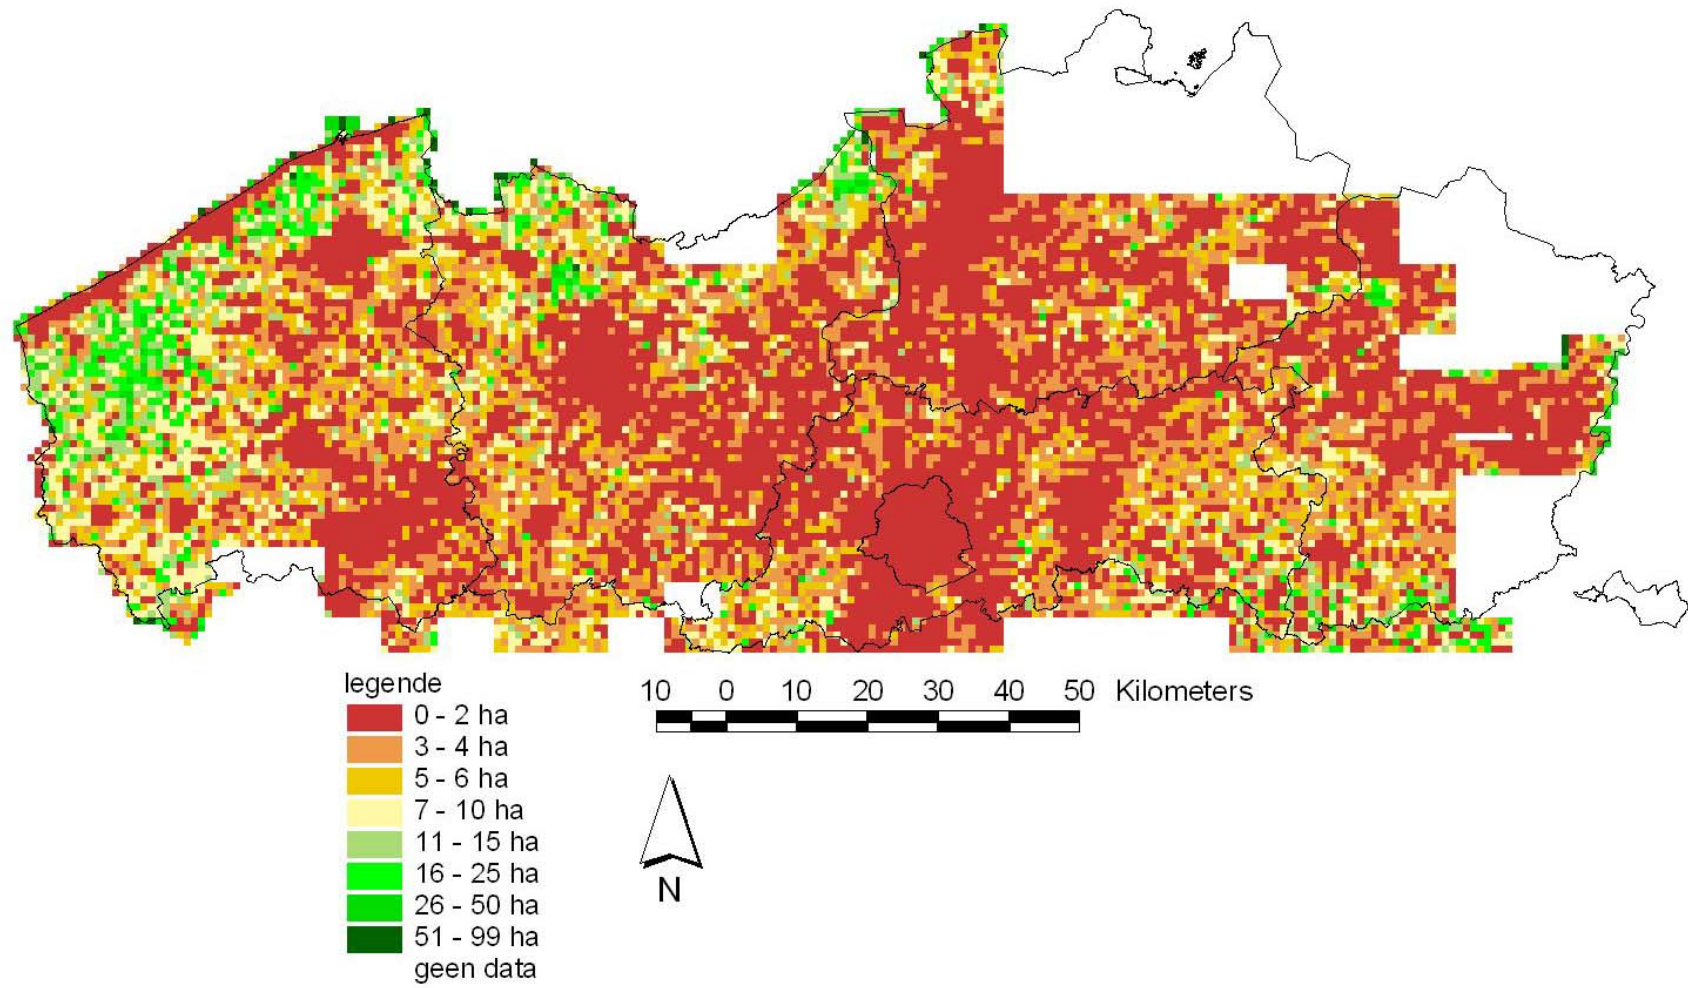 legende
0 - 2 ha
3 - 4 ha
5 - 6 ha
7 - 10 ha
11 - 15 ha
16 - 25 ha
26 - 50 ha
51 - 99 ha
geen data
10 0 10 20 30 40 50 Kilometers
N